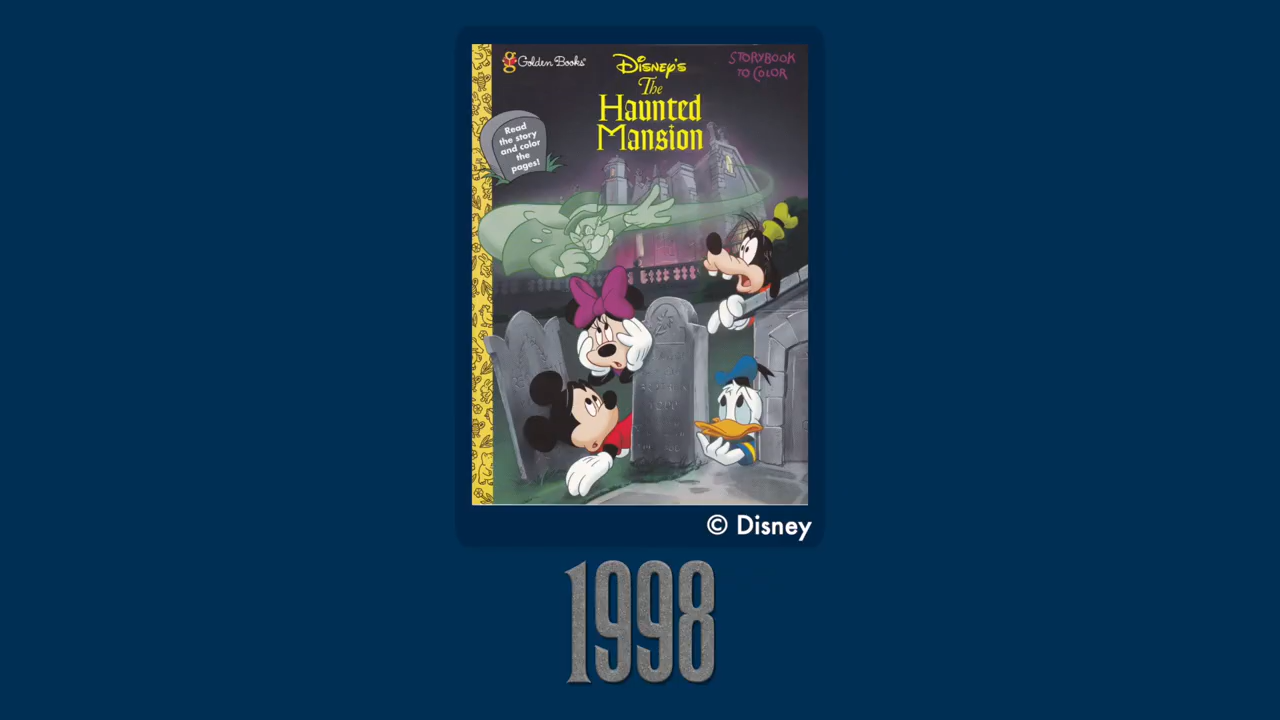 Golden Books®
DISNEY'S
The
Haunted
Mansion
STORYBOOK
TO COLOR
Read
the story
and color
the
pages!
© Disney
1998